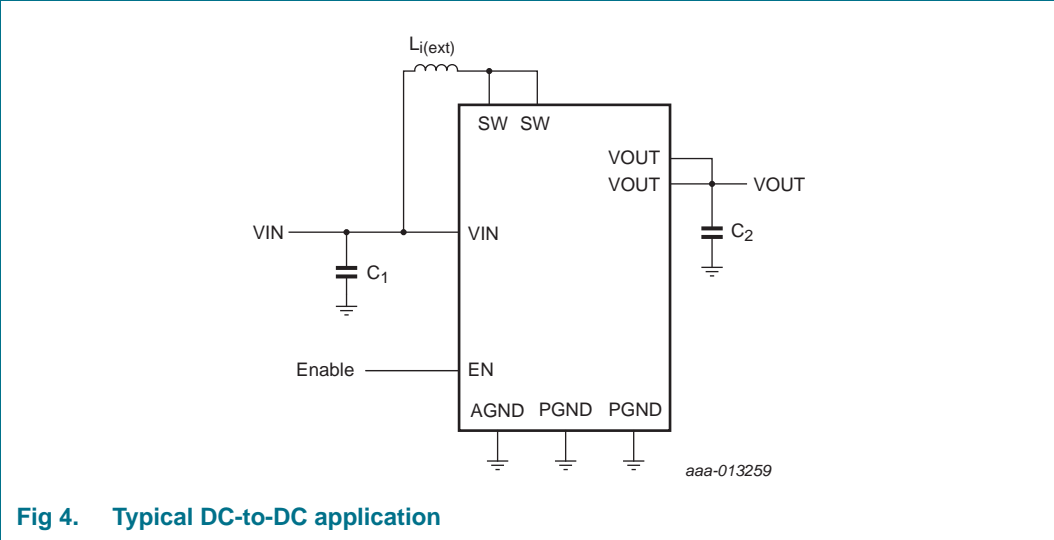 Li(ext)
SW SW
VOUT
VOUT VOUT
VIN VIN
C2
C1
Enable EN
AGND PGND PGND
aaa-013259
Fig 4. Typical DC-to-DC application